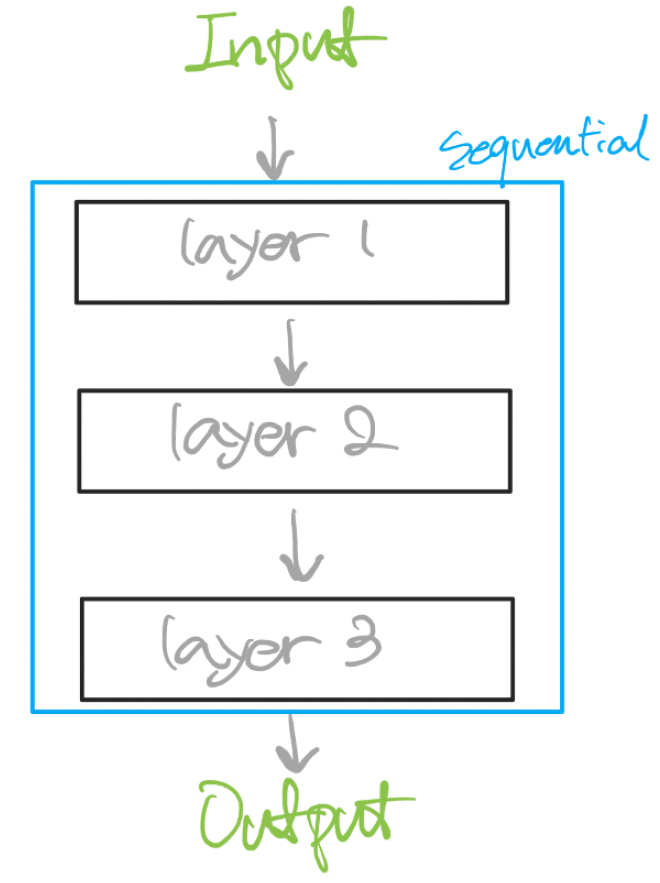 Input
Sequential
layer 1
layer 2
layer 3
Output